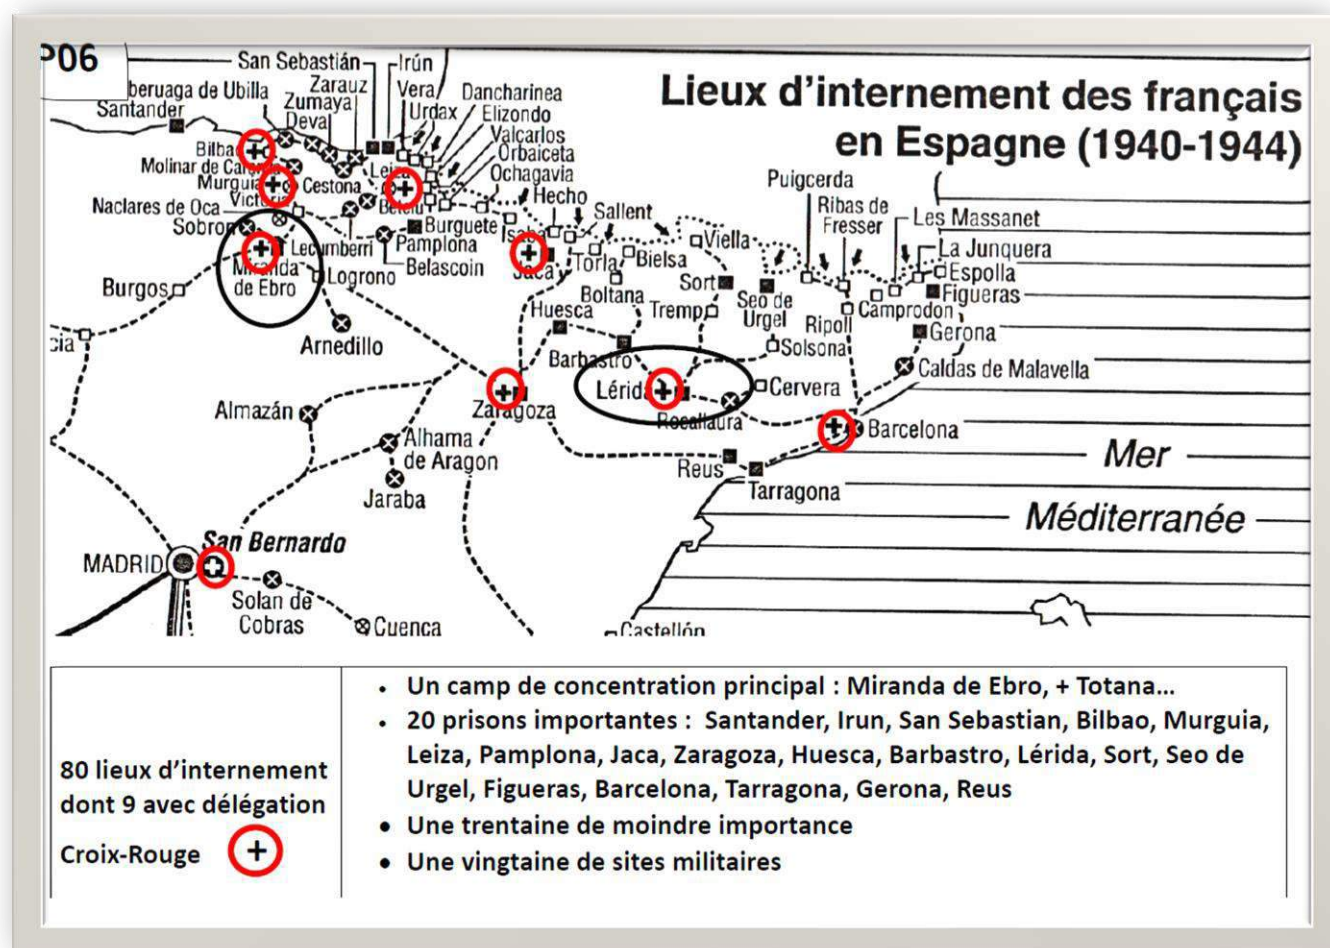 P06
San Sebastián
Irún
beruaga de Ubilla
Zarauz
Vera
Dancharinea
Santander
Zumaya
Urdax
Elizondo
Deva
Valcarlos
Bilba
Orbaiceta
Molinar de
Ochagavia
Murguia
Cestona
Hecho
Naclares de Oca
Sallent
Sobron
Burguete
Lecumberri
Pamplona
Belascoin
Jaca
Torla
Bielsa
Viella
Miranda
de Ebro
Logrono
Burgos
Boltana
Sort
Huesca
Tremp
Seo de
Urgel
Arnedillo
Barbastro
Solsona
cia
Lieux d'internement des français
en Espagne (1940-1944)
Puigcerda
Ribas de
Fresser
Les Massanet
La Junquera
Espolla
Figueras
Camprodon
Ripoll
Gerona
Caldas de Malavella
Lérida
Cervera
Rocallaura
Zaragoza
Almazán
Alhama
de Aragon
Jaraba
Barcelona
Reus
Tarragona
Mer
Méditerranée
San Bernardo
MADRID
Solan de
Cobras
Cuenca
Castellón
80 lieux d'internement
dont 9 avec délégation
Croix-Rouge
• Un camp de concentration principal : Miranda de Ebro, + Totana...
• 20 prisons importantes : Santander, Irun, San Sebastian, Bilbao, Murguia,
Leiza, Pamplona, Jaca, Zaragoza, Huesca, Barbastro, Lérida, Sort, Seo de
Urgel, Figueras, Barcelona, Tarragona, Gerona, Reus
• Une trentaine de moindre importance
• Une vingtaine de sites militaires